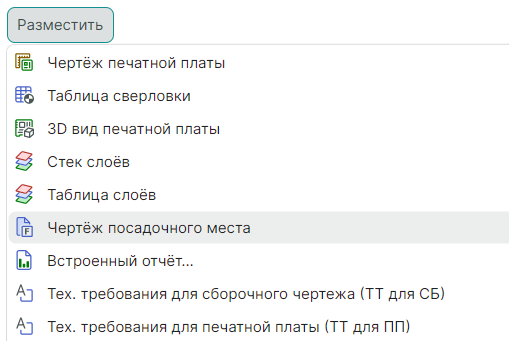 Разместить
Чертёж печатной платы
Таблица сверловки
3D вид печатной платы
Стек слоёв
Таблица слоёв
Чертёж посадочного места
Встроенный отчёт...
Тех. требования для сборочного чертежа (ТТ для СБ)
Тех. требования для печатной платы (ТТ для ПП)